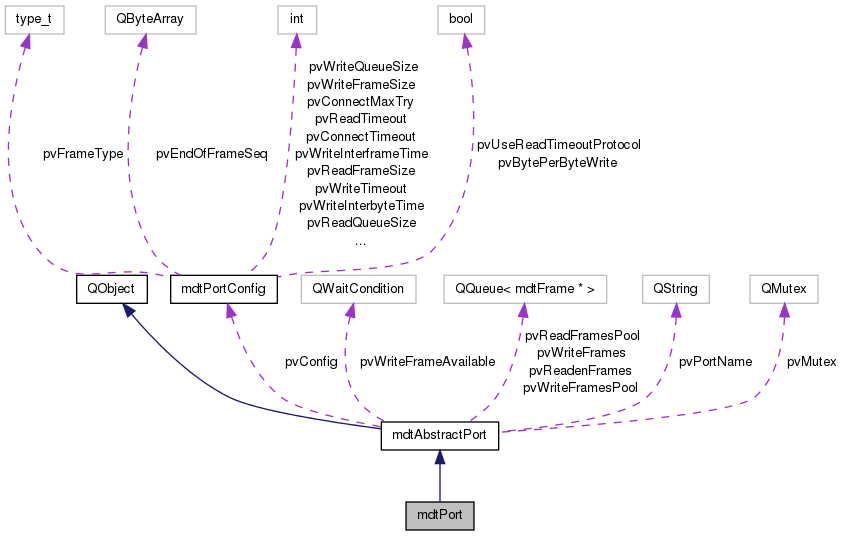 type_t
QByteArray
int
bool
pvWriteQueueSize
pvWriteFrameSize
pvConnectMaxTry
pvReadTimeout
pvConnectTimeout
pvWriteInterframeTime
pvReadFrameSize
pvWriteTimeout
pvWriteInterbyteTime
pvReadQueueSize
...
pvFrameType
pvEndOfFrameSeq
pvUseReadTimeoutProtocol
pvBytePerByteWrite
QObject
mdtPortConfig
QWaitCondition
QQueue< mdtFrame * >
QString
QMutex
pvConfig
pvWriteFrameAvailable
pvReadFramesPool
pvWriteFrames
pvReadenFrames
pvWriteFramesPool
pvPortName
pvMutex
mdtAbstractPort
mdtPort